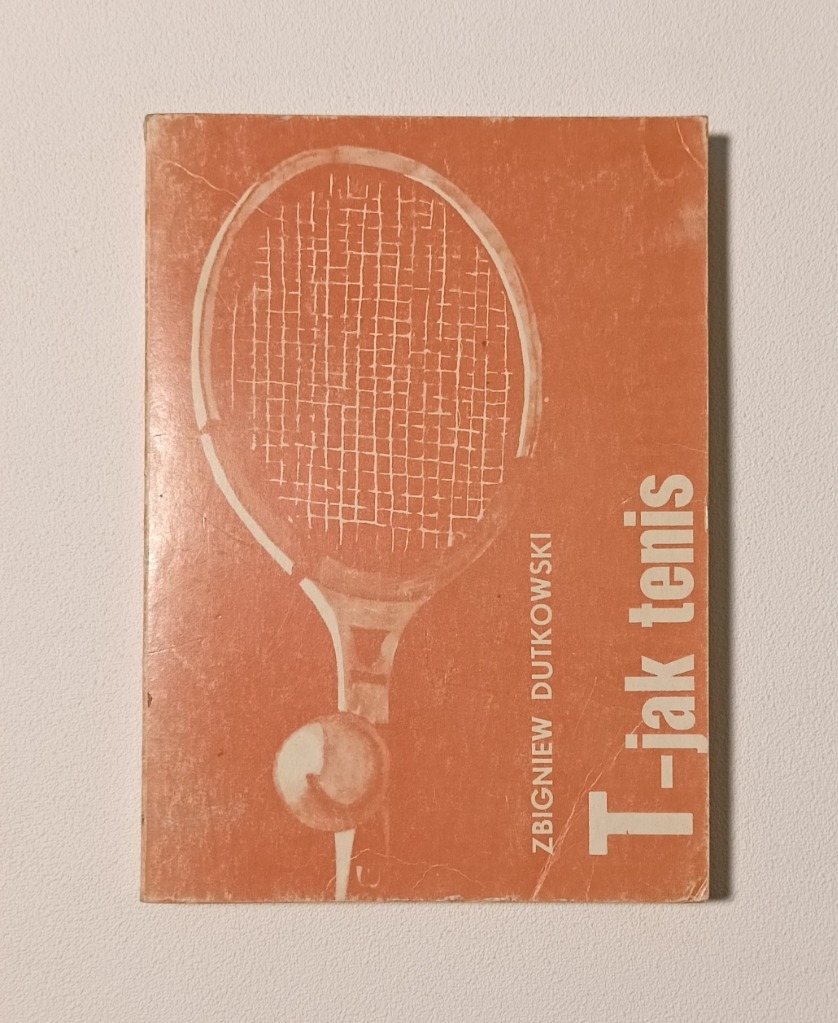 ZBIGNIEW DUTKOWSKI
T-jak tenis